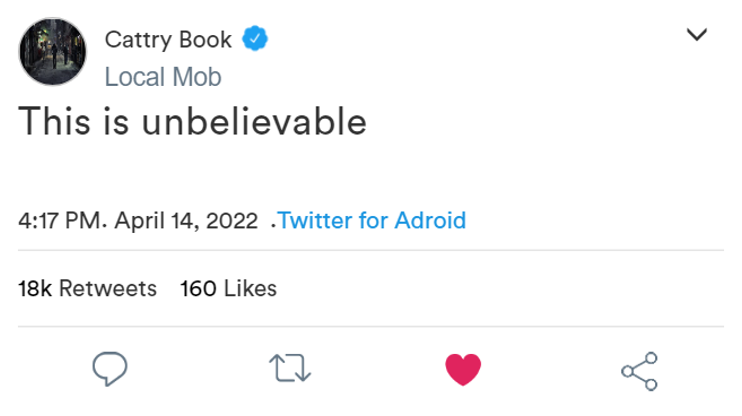 Cattry Book
Local Mob
This is unbelievable
4:17 PM. April 14, 2022 .Twitter for Adroid
18k Retweets 160 Likes